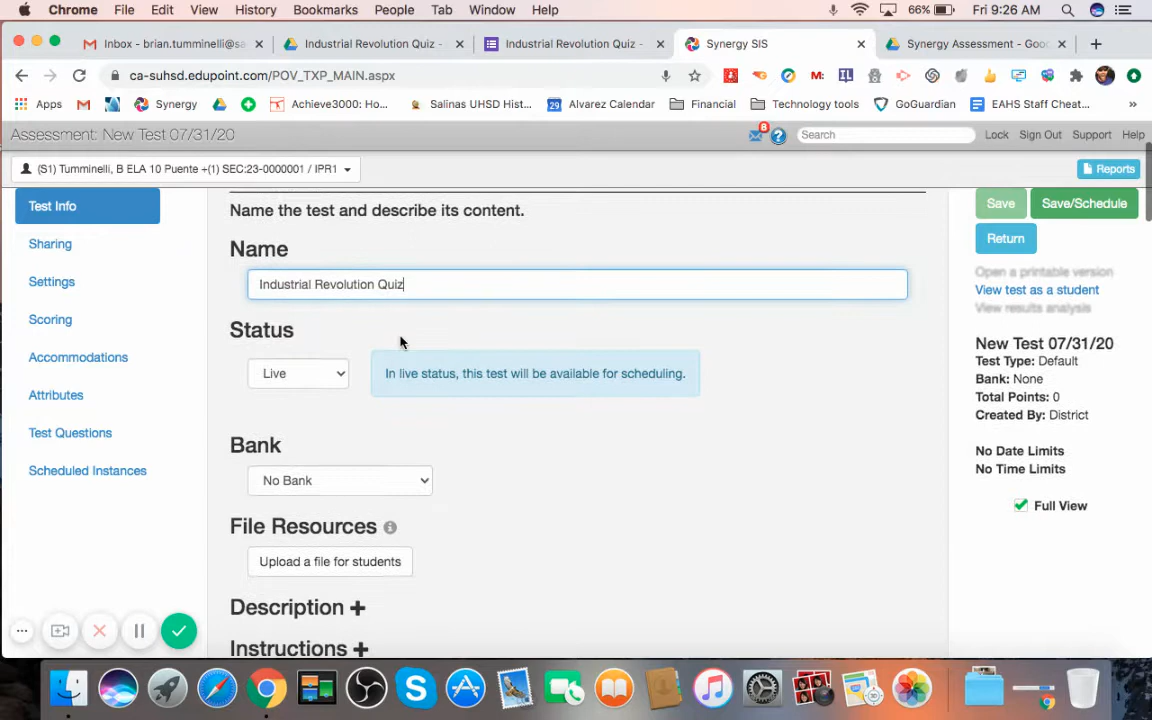 Chrome File Edit View History Bookmarks People Tab Window Help 66% Fri 9:26 AM
Inbox - brian.tumminelli@sa
Industrial Revolution Quiz -
Industrial Revolution Quiz -
Synergy SIS
Synergy Assessment - Goo
ca-suhsd.edupoint.com/POV_TXP_MAIN.aspx
Apps Synergy Achieve3000: Ho... Salinas UHSD Hist... 29 Alvarez Calendar Financial Technology tools GoGuardian EAHS Staff Cheat... »
Assessment: New Test 07/31/20
8
Search
Lock Sign Out Support Help
(S1) Tumminelli, B ELA 10 Puente +(1) SEC:23-0000001 / IPR1
Reports
Test Info
Sharing
Settings
Scoring
Accommodations
Attributes
Test Questions
Scheduled Instances
Name the test and describe its content.
Name
Industrial Revolution Quiz
Status
Live
In live status, this test will be available for scheduling.
Bank
No Bank
File Resources
Upload a file for students
Description
Instructions
Save Save/Schedule
Return
Open a printable version
View test as a student
View results analysis
New Test 07/31/20
Test Type: Default
Bank: None
Total Points: 0
Created By: District
No Date Limits
No Time Limits
Full View